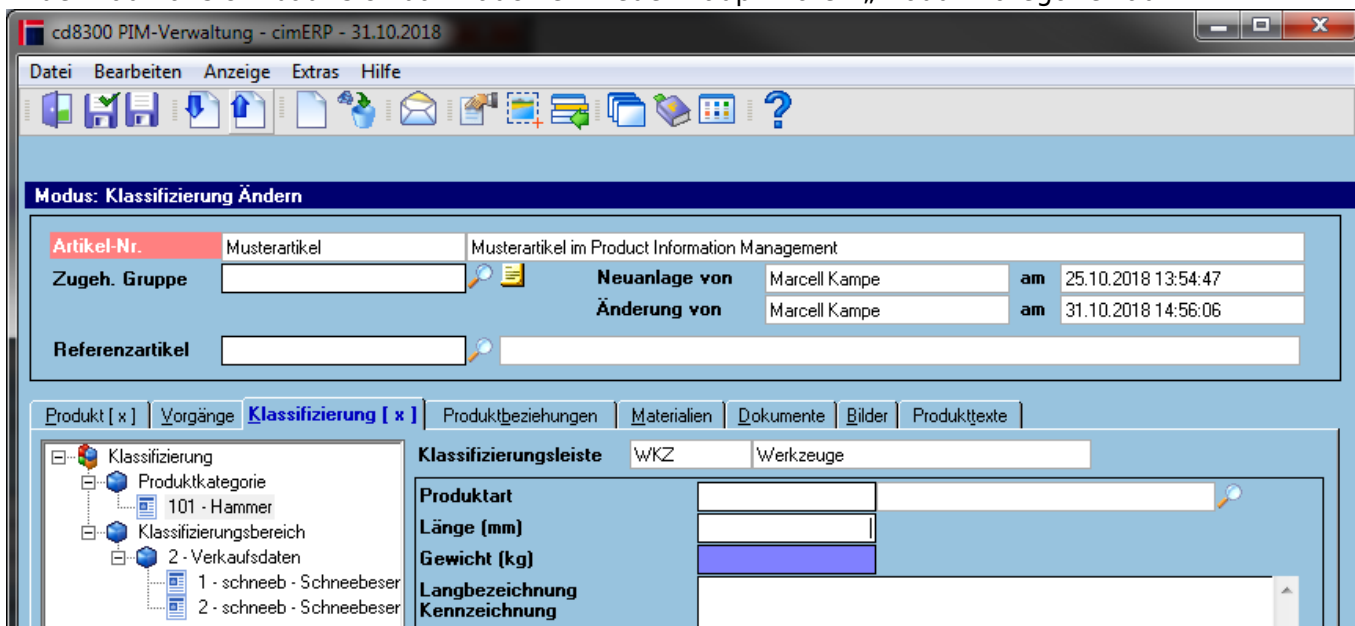 cd8300 PIM-Verwaltung - cimERP - 31.10.2018
Datei Bearbeiten Anzeige Extras Hilfe
Modus: Klassifizierung Ändern
Artikel-Nr. Musterartikel Musterartikel im Product Information Management
Zugeh. Gruppe Neuanlage von Marcell Kampe am 25.10.2018 13:54:47
Änderung von Marcell Kampe am 31.10.2018 14:56:06
Referenzartikel
Produkt [ x ] Vorgänge Klassifizierung [ x ] Produktbeziehungen Materialien Dokumente Bilder Produkttexte
Klassifizierung
Produktkategorie
101 - Hammer
Klassifizierungsbereich
2 - Verkaufsdaten
1 - schneeb - Schneebeser
2 - schneeb - Schneebeser
Klassifizierungsleiste WKZ Werkzeuge
Produktart
Länge (mm)
Gewicht (kg)
Langbezeichnung
Kennzeichnung